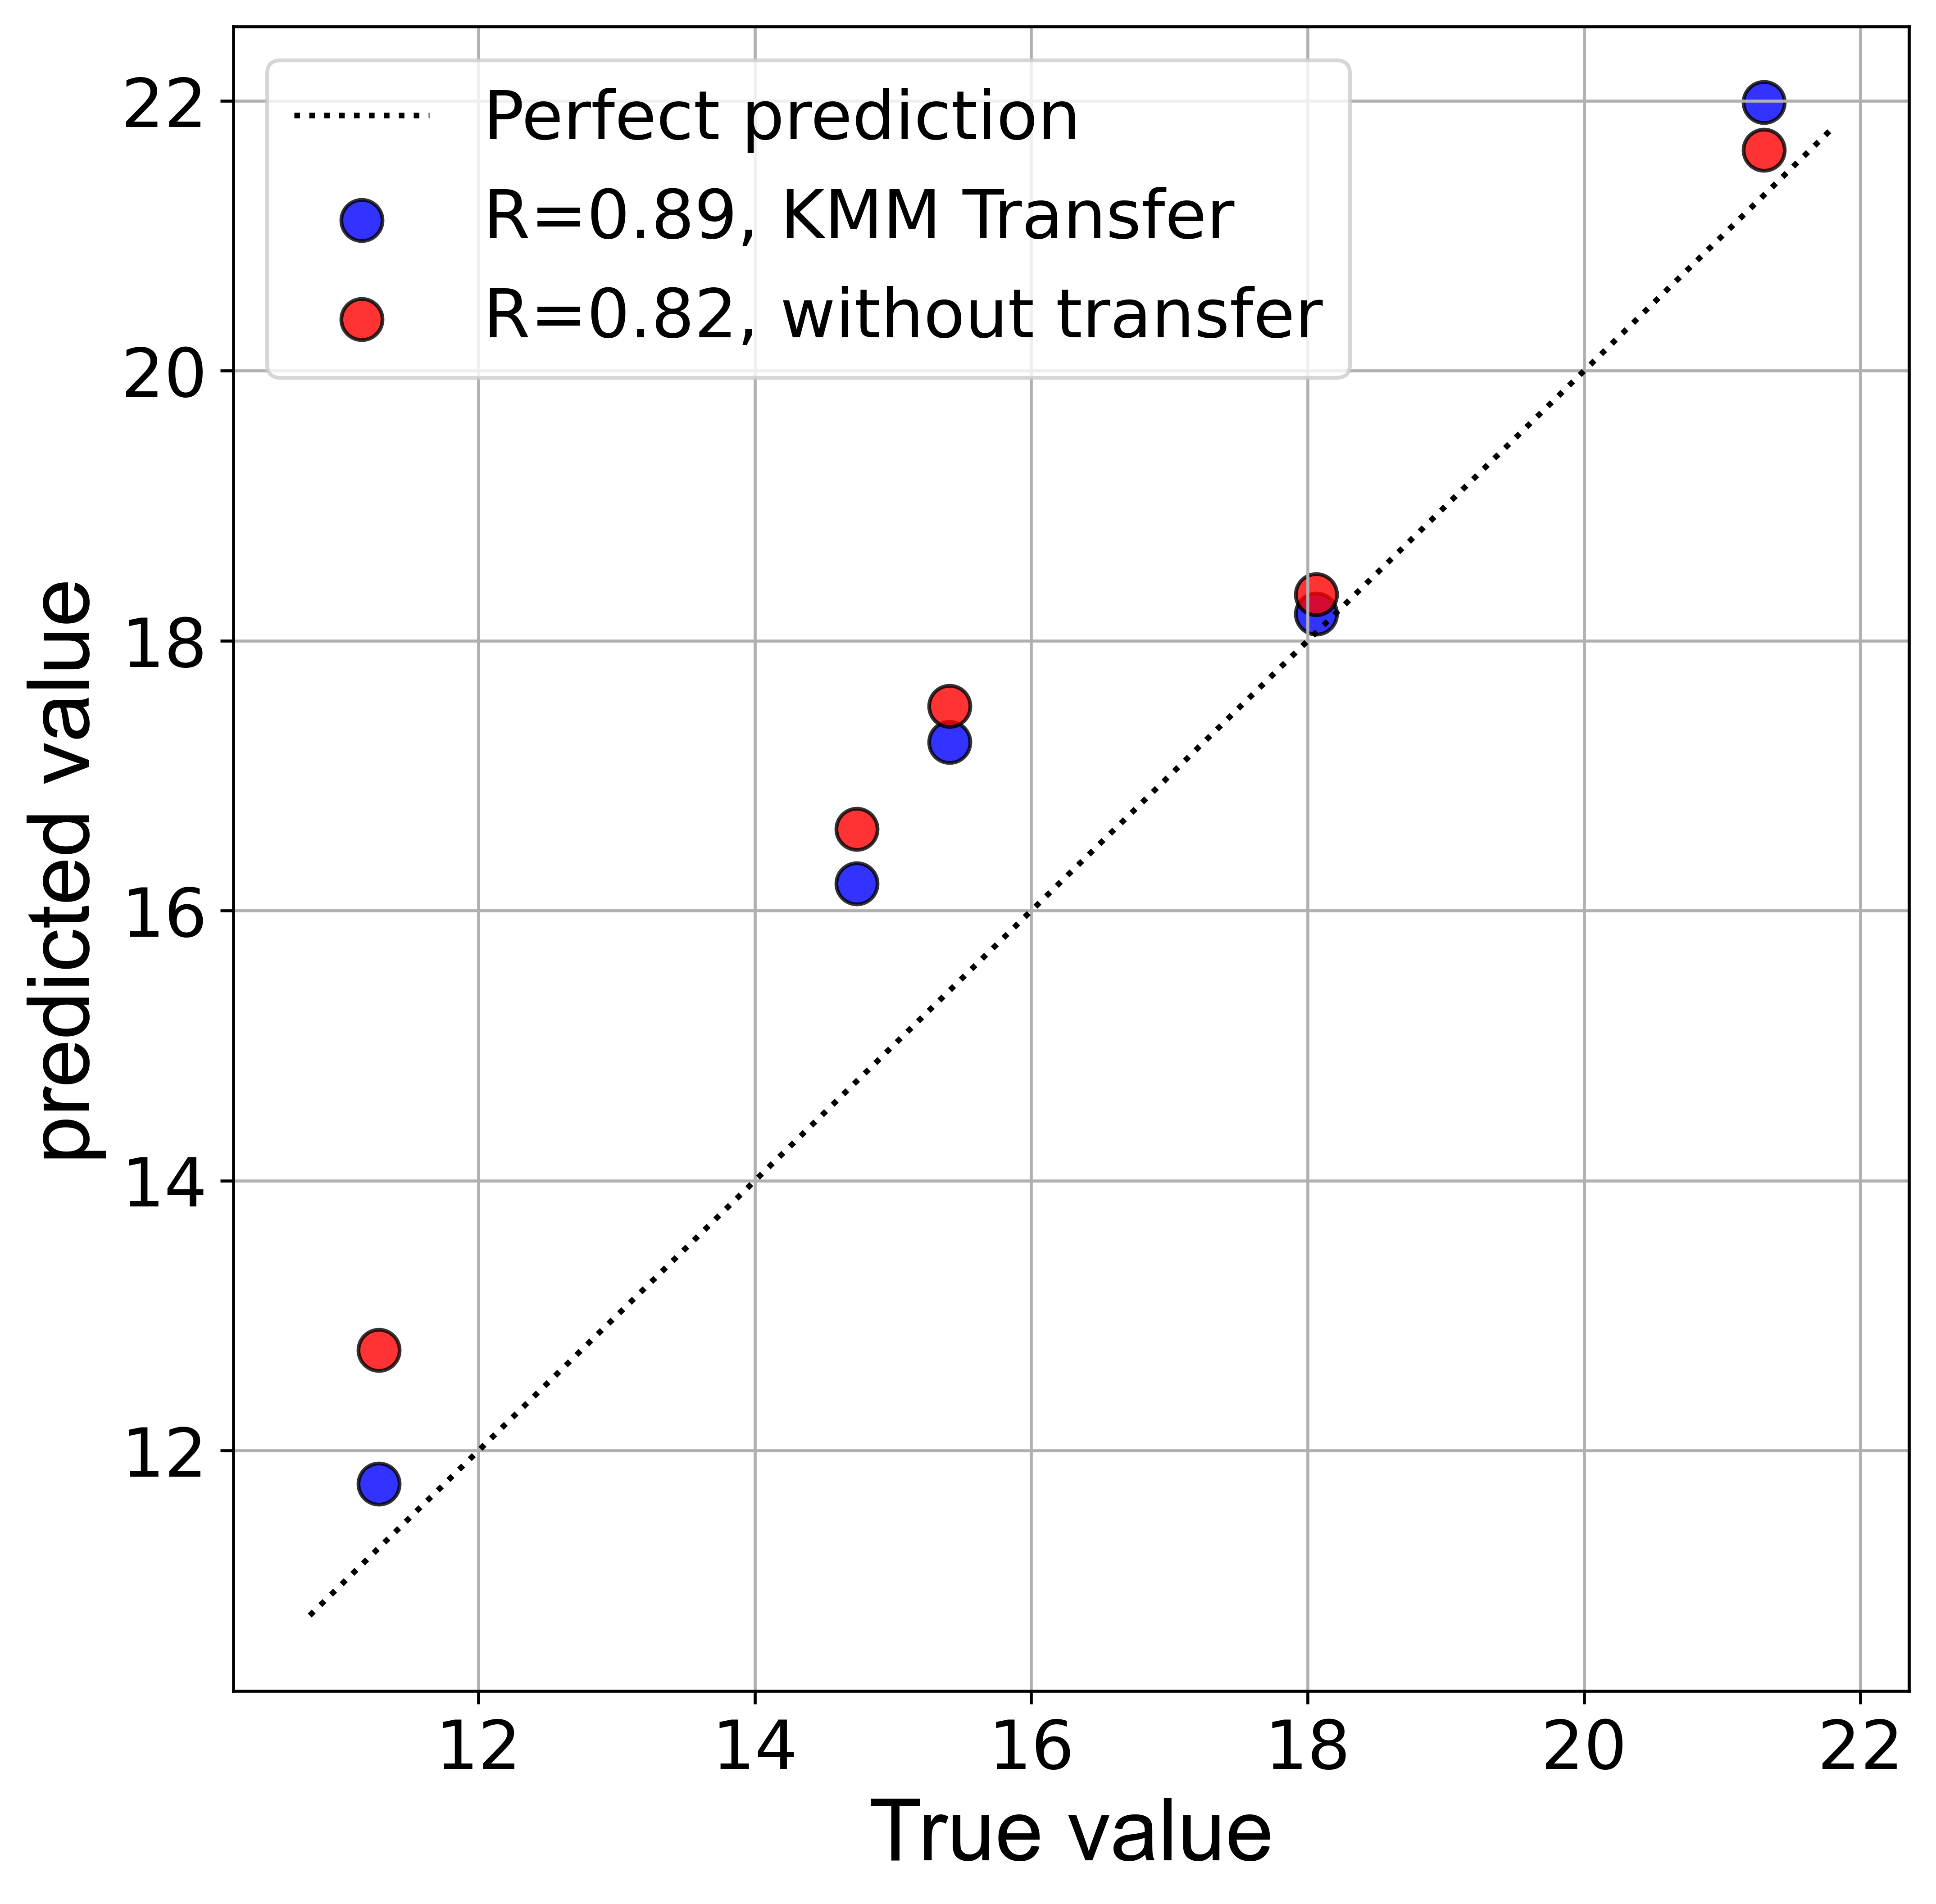 Perfect prediction
R=0.89, KMM Transfer
R=0.82, without transfer
22
20
18
16
14
12
predicted value
12 14 16 18 20 22
True value